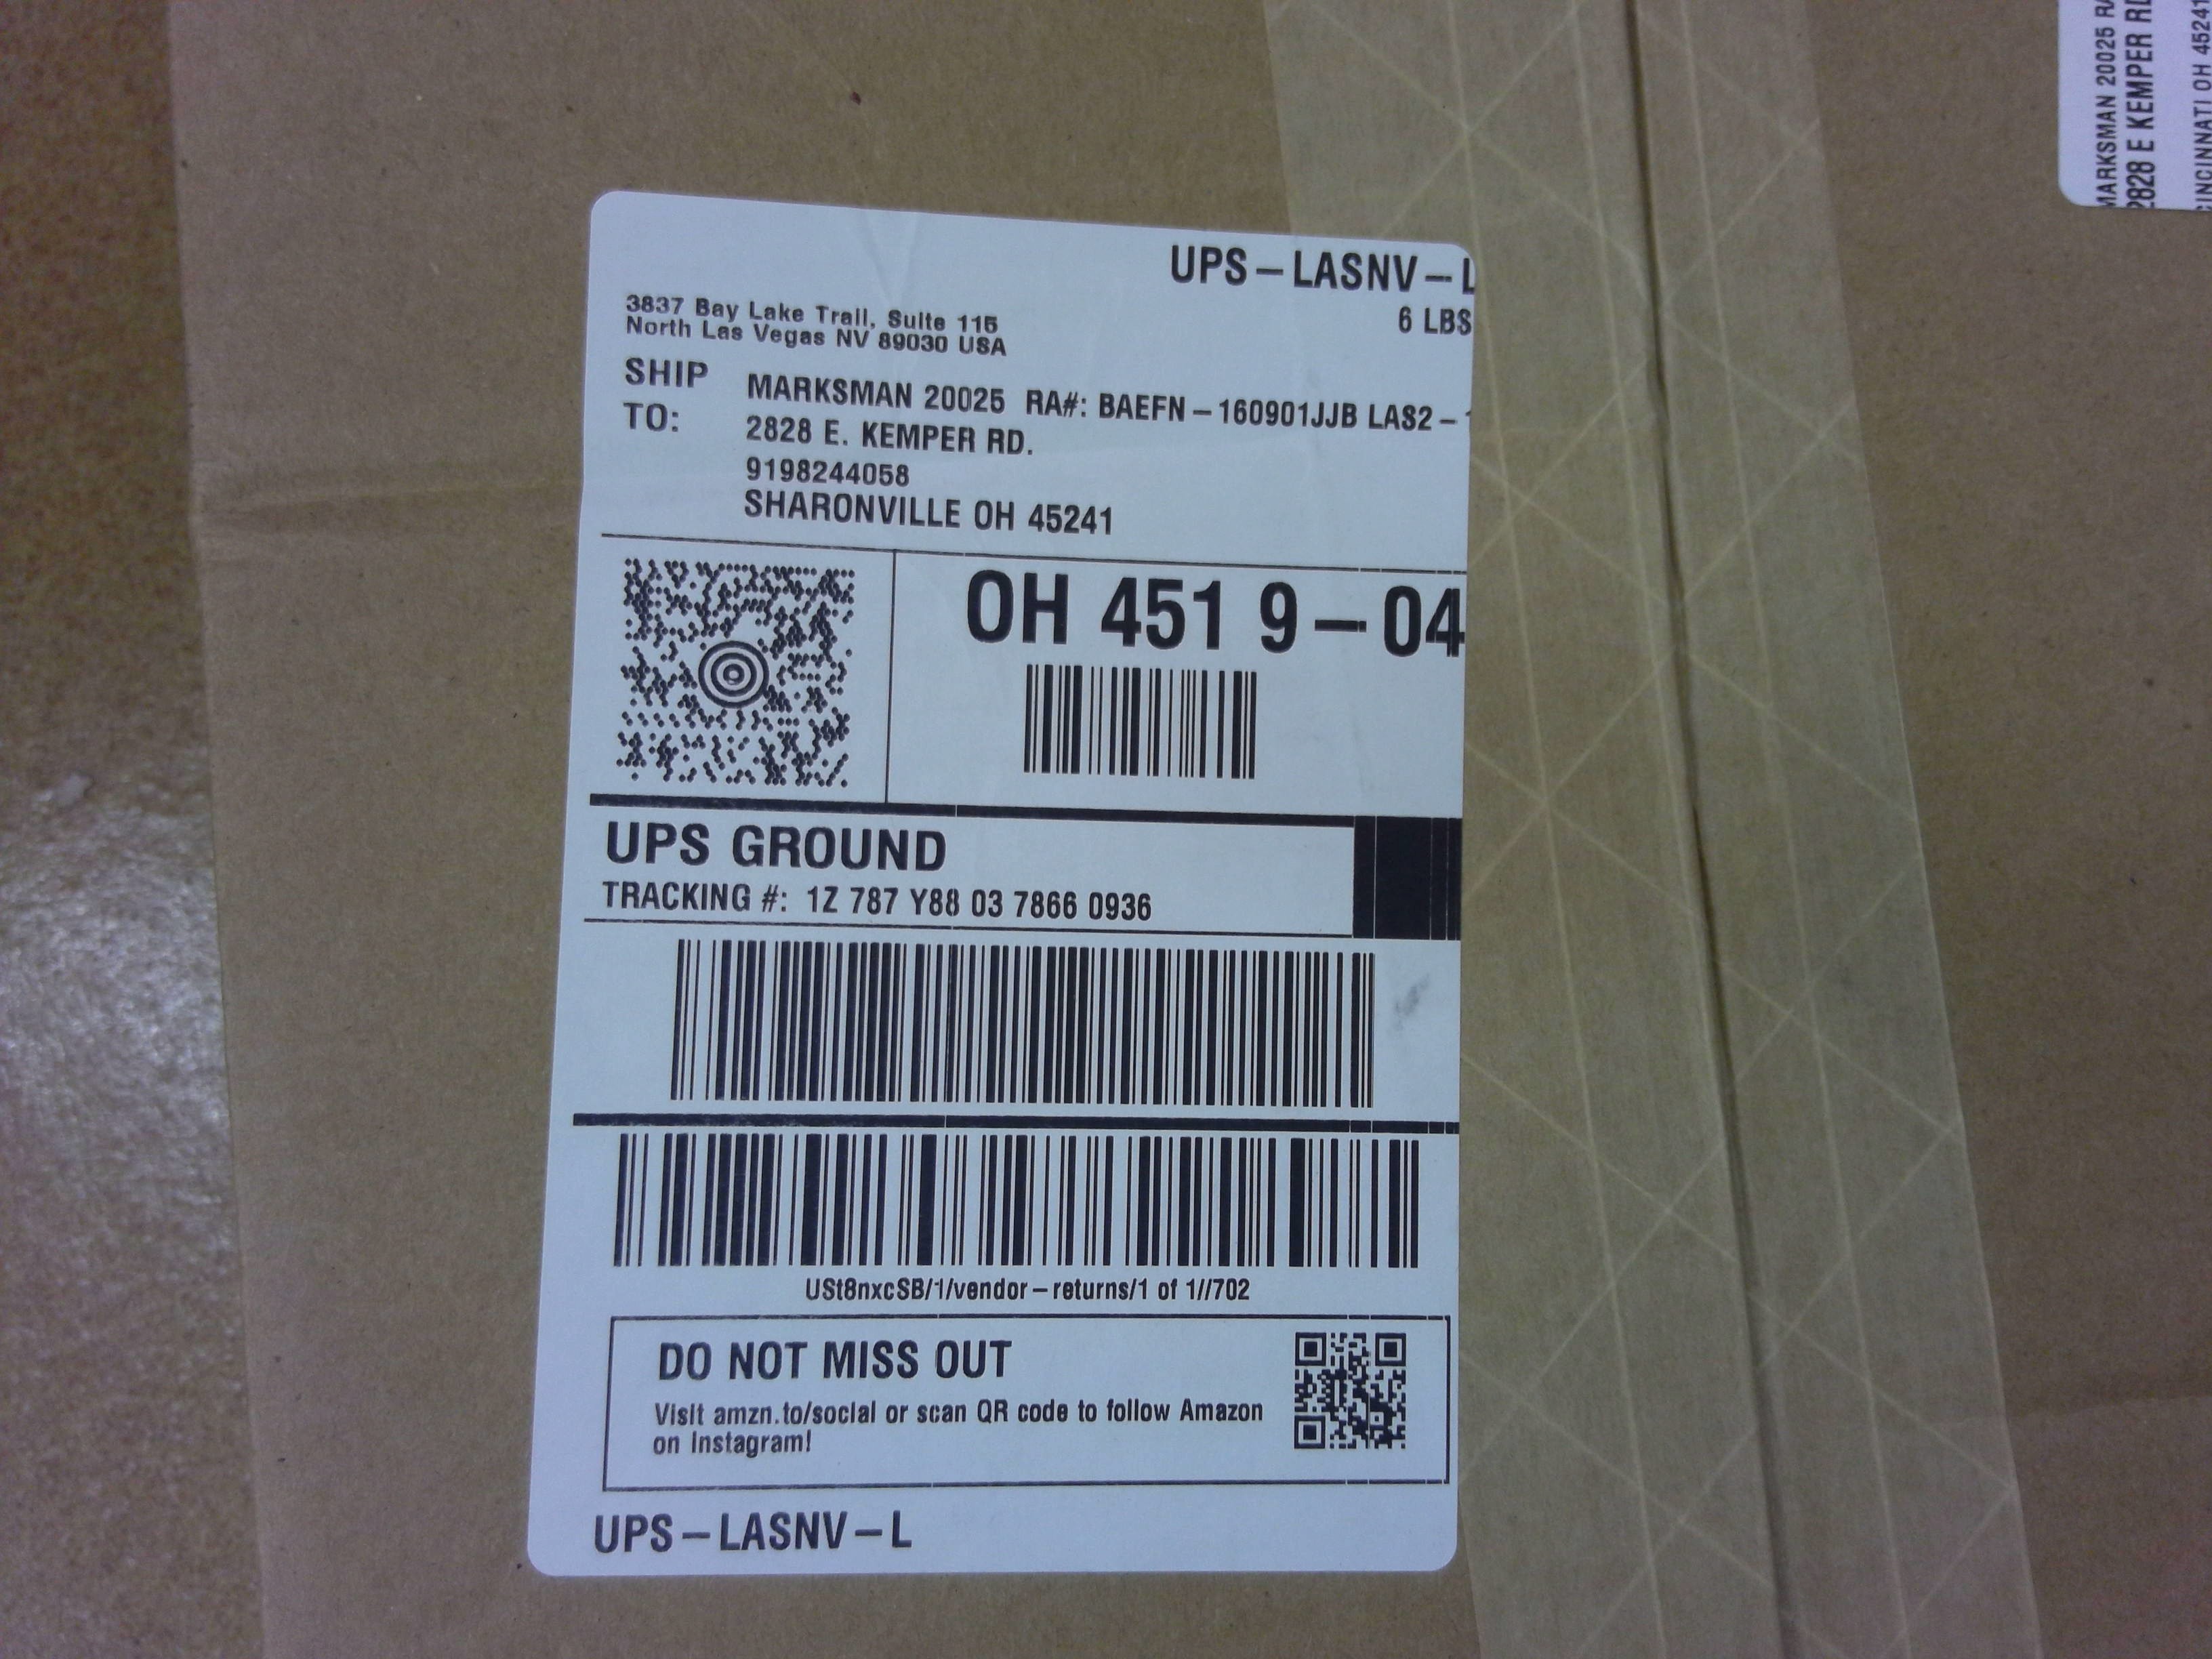 UPS – LASNV – L
6 LBS
3837 Bay Lake Trail, Suite 115
North Las Vegas NV 89030 USA
SHIP TO:
MARKSMAN 20025 RA#: BAEFN – 160901JJB LAS2 –
2828 E. KEMPER RD.
9198244058
SHARONVILLE OH 45241
OH 451 9 – 04
UPS GROUND
TRACKING #: 1Z 787 Y88 03 7866 0936
USt8nxcSB/1/vendor – returns/1 of 1//702
DO NOT MISS OUT
Visit amzn.to/social or scan QR code to follow Amazon
on Instagram!
UPS – LASNV – L
MARKSMAN 20025
2828 E KEMPER RD
CINCINNATI OH 45241